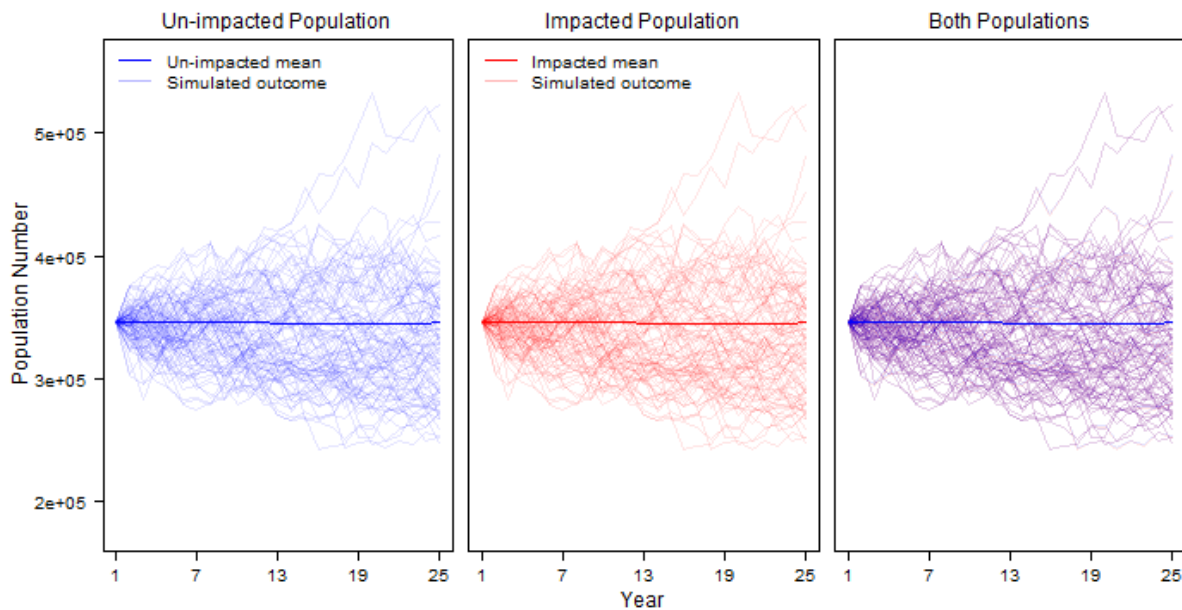 Un-impacted Population
Impacted Population
Both Populations
Un-impacted mean
Simulated outcome
Impacted mean
Simulated outcome
Population Number
5e+05
4e+05
3e+05
2e+05
1 7 13 19 25
1 7 13 19 25
1 7 13 19 25
Year